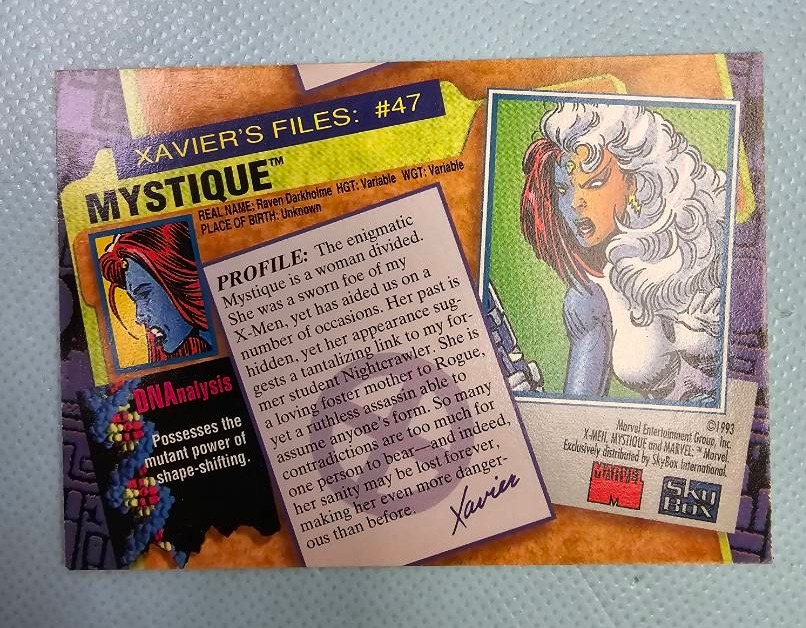 XAVIER'S FILES: #47
MYSTIQUE™
REAL NAME: Raven Darkholme HGT: Variable WGT: Variable
PLACE OF BIRTH: Unknown
PROFILE: The enigmatic
Mystique is a woman divided.
She was a sworn foe of my
X-Men, yet has aided us on a
number of occasions. Her past is
hidden, yet her appearance sug-
gests a tantalizing link to my for-
mer student Nightcrawler. She is
a loving foster mother to Rogue,
yet a ruthless assassin able to
assume anyone's form. So many
contradictions are too much for
one person to bear—and indeed,
her sanity may be lost forever,
making her even more danger-
ous than before.
Xavier
DNAnalysis
Possesses the
mutant power of
shape-shifting.
©1993
Marvel Entertainment Group, Inc.
X-MEN, MYSTIQUE and MARVEL: ™ Marvel.
Exclusively distributed by SkyBox International.
MARVEL
M
SKY
BOX